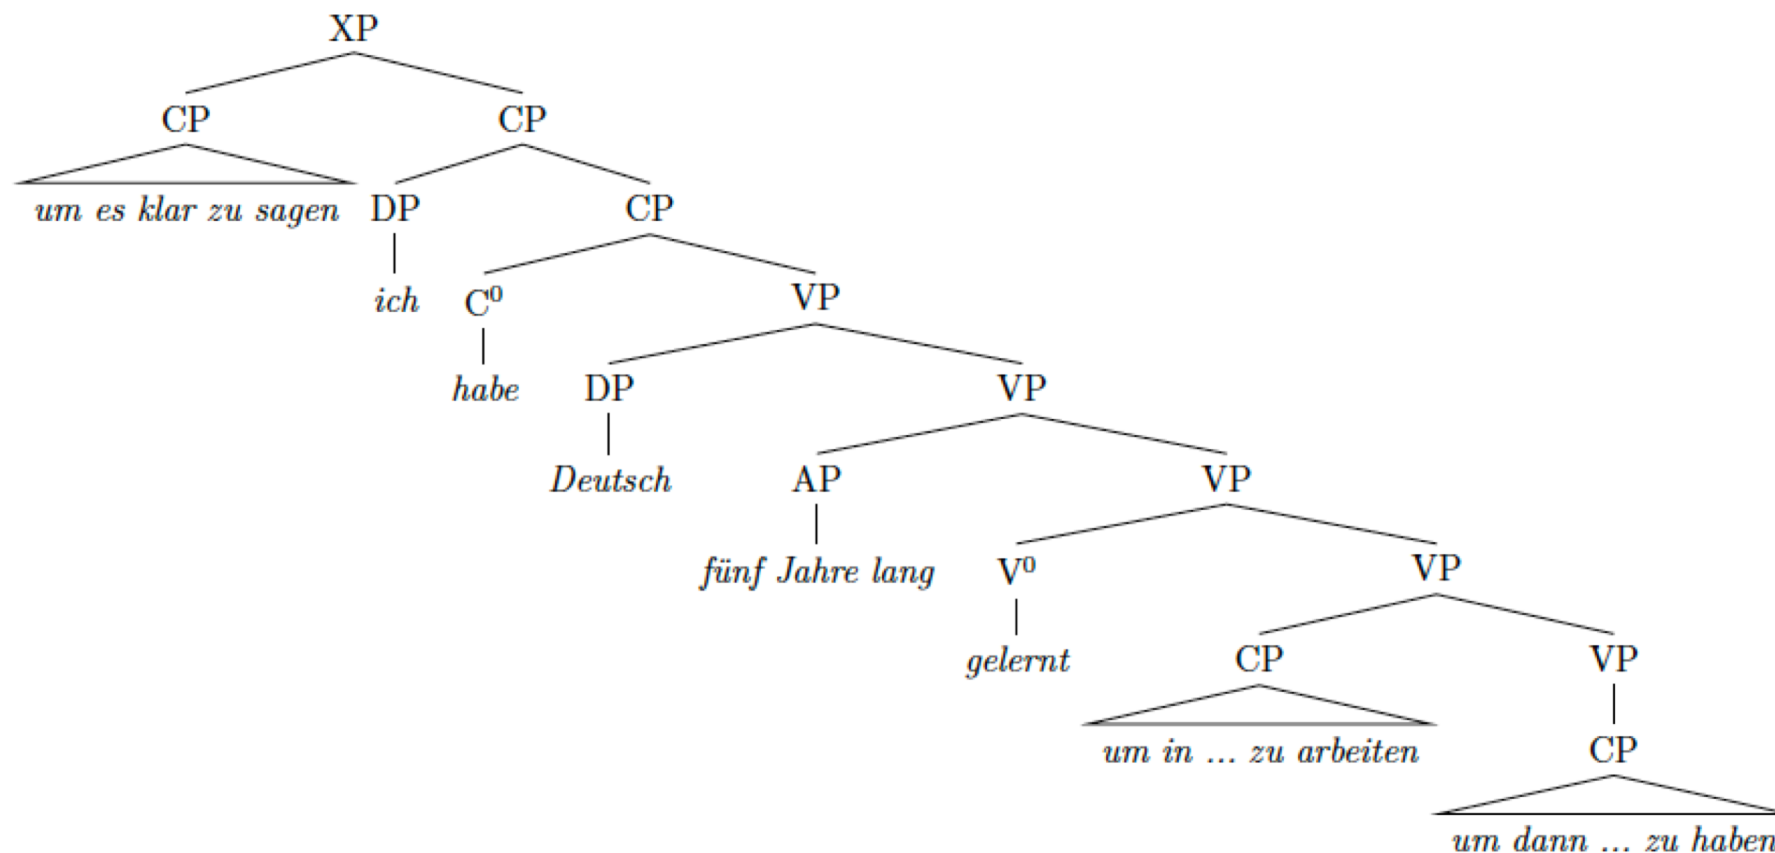 XP
CP CP
um es klar zu sagen DP CP
ich C⁰ VP
habe DP VP
Deutsch AP VP
fünf Jahre lang V⁰ VP
gelernt CP VP
um in ... zu arbeiten CP
um dann ... zu haben